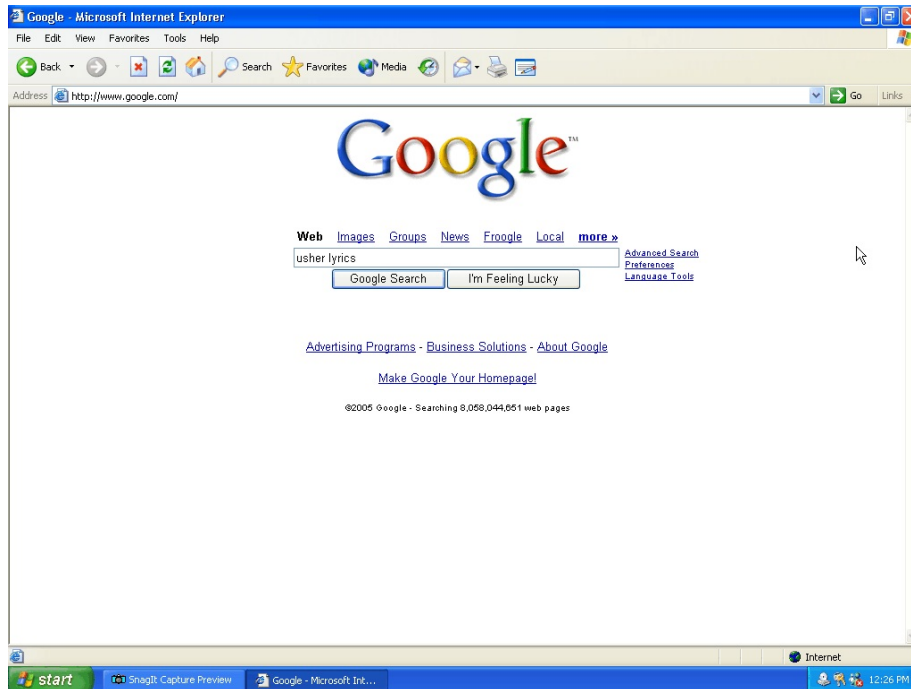 Google - Microsoft Internet Explorer
File Edit View Favorites Tools Help
Back Search Favorites Media
Address http://www.google.com/ Go Links
Google™
Web Images Groups News Froogle Local more »
usher lyrics
Advanced Search
Preferences
Language Tools
Google Search I'm Feeling Lucky
Advertising Programs - Business Solutions - About Google
Make Google Your Homepage!
©2005 Google - Searching 8,058,044,651 web pages
Internet
start SnagIt Capture Preview Google - Microsoft Int... 12:26 PM